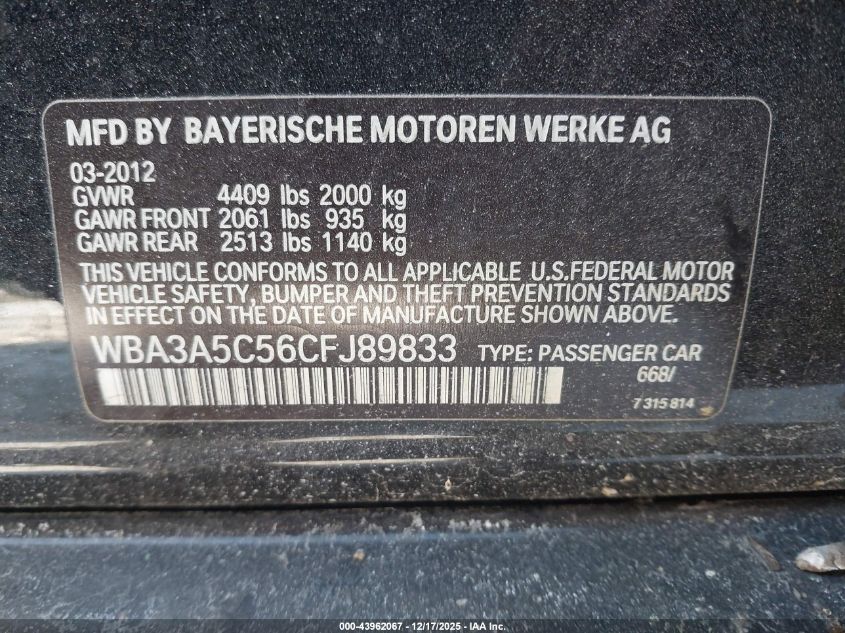 MFD BY BAYERISCHE MOTOREN WERKE AG
03-2012
GVWR 4409 lbs 2000 kg
GAWR FRONT 2061 lbs 935 kg
GAWR REAR 2513 lbs 1140 kg
THIS VEHICLE CONFORMS TO ALL APPLICABLE U.S.FEDERAL MOTOR
VEHICLE SAFETY, BUMPER AND THEFT PREVENTION STANDARDS
IN EFFECT ON THE DATE OF MANUFACTURE SHOWN ABOVE.
WBA3A5C56CFJ89833 TYPE: PASSENGER CAR
668/
7 315 814
000-43962067 - 12/17/2025 - IAA Inc.